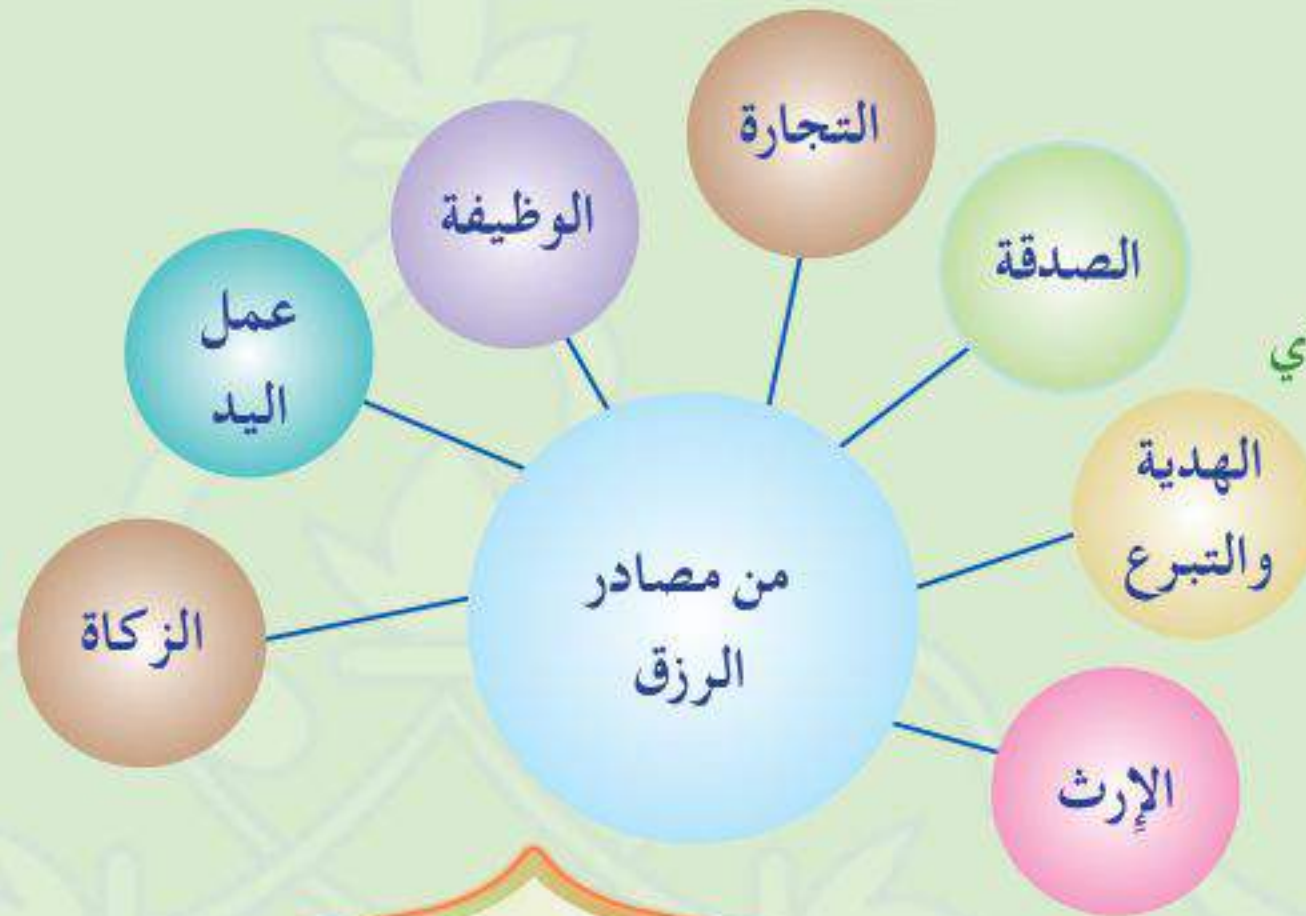 التجارة
الوظيفة
الصدقة
عمل
اليد
الهدية
والتبرع
من مصادر
الرزق
الزكاة
الإرث